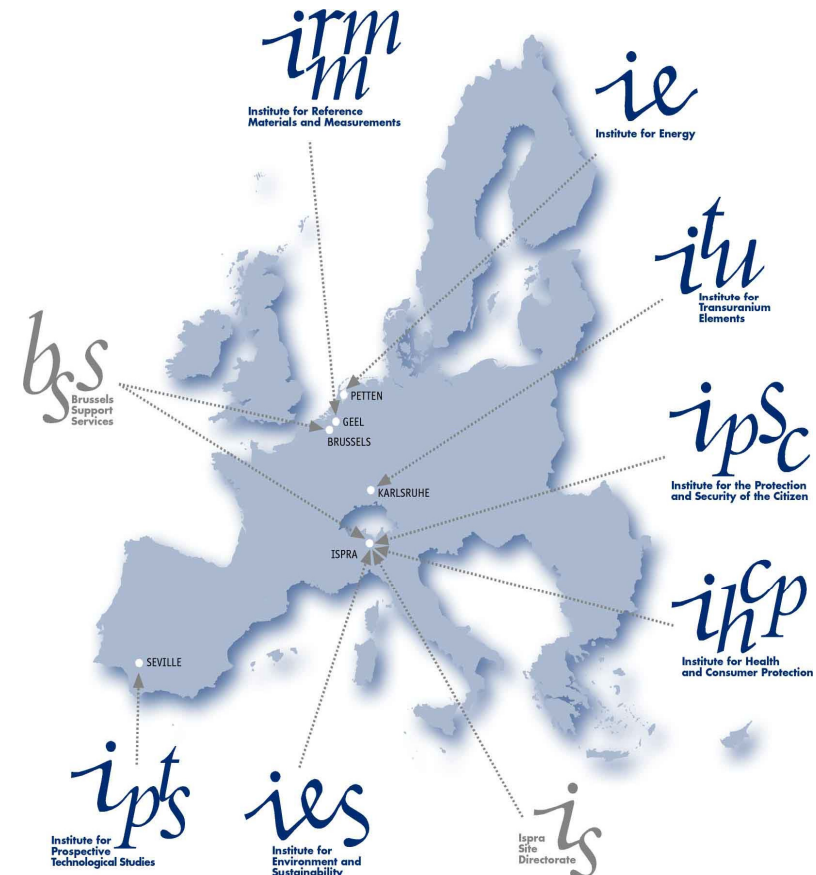 irmm
Institute for Reference
Materials and Measurements
ie
Institute for Energy
itu
Institute for
Transuranium
Elements
bss
Brussels
Support
Services
PETTEN
GEEL
BRUSSELS
KARLSRUHE
ipsc
Institute for the Protection
and Security of the Citizen
ISPRA
ihcp
Institute for Health
and Consumer Protection
SEVILLE
ipts
Institute for
Prospective
Technological Studies
ies
Institute for
Environment and
Sustainability
is
Ispra
Site
Directorate